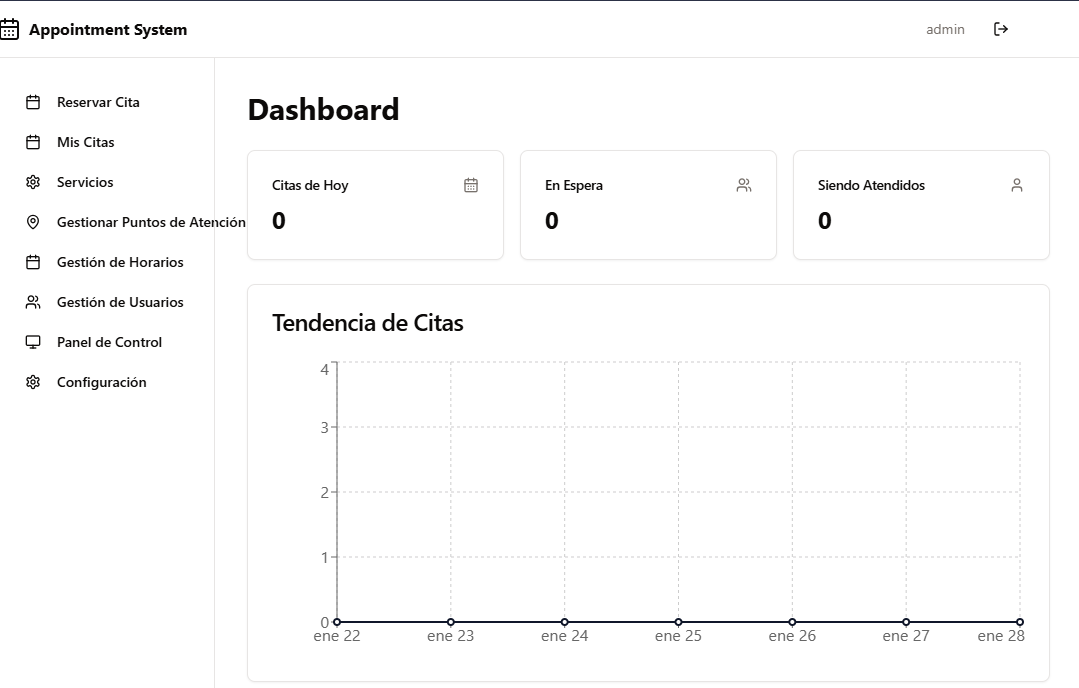 Appointment System
admin
Reservar Cita
Mis Citas
Servicios
Gestionar Puntos de Atención
Gestión de Horarios
Gestión de Usuarios
Panel de Control
Configuración
Dashboard
Citas de Hoy
0
En Espera
0
Siendo Atendidos
0
Tendencia de Citas
4
3
2
1
0
ene 22 ene 23 ene 24 ene 25 ene 26 ene 27 ene 28